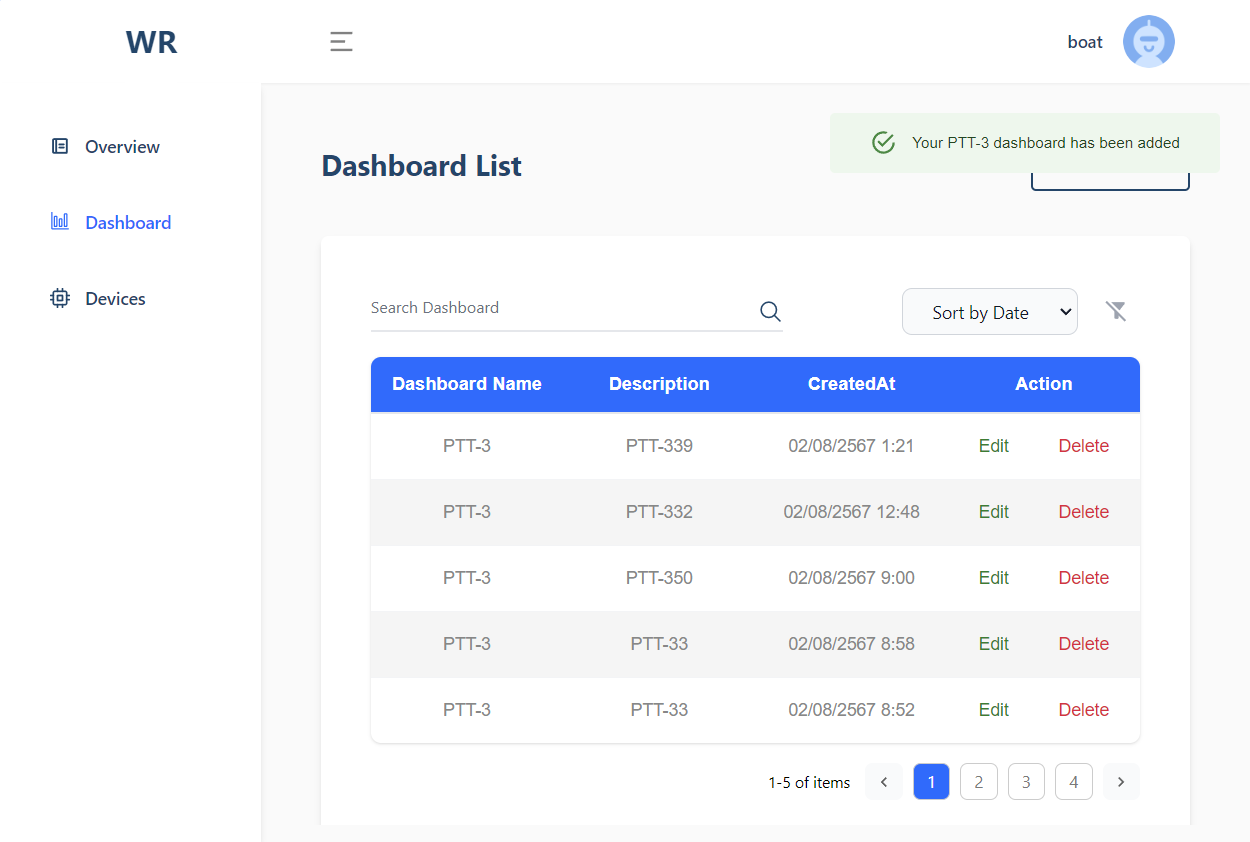 WR
boat
Overview
Dashboard
Devices
Your PTT-3 dashboard has been added
Dashboard List
Search Dashboard
Sort by Date
Dashboard Name Description CreatedAt Action
PTT-3 PTT-339 02/08/2567 1:21 Edit Delete
PTT-3 PTT-332 02/08/2567 12:48 Edit Delete
PTT-3 PTT-350 02/08/2567 9:00 Edit Delete
PTT-3 PTT-33 02/08/2567 8:58 Edit Delete
PTT-3 PTT-33 02/08/2567 8:52 Edit Delete
1-5 of items 1 2 3 4